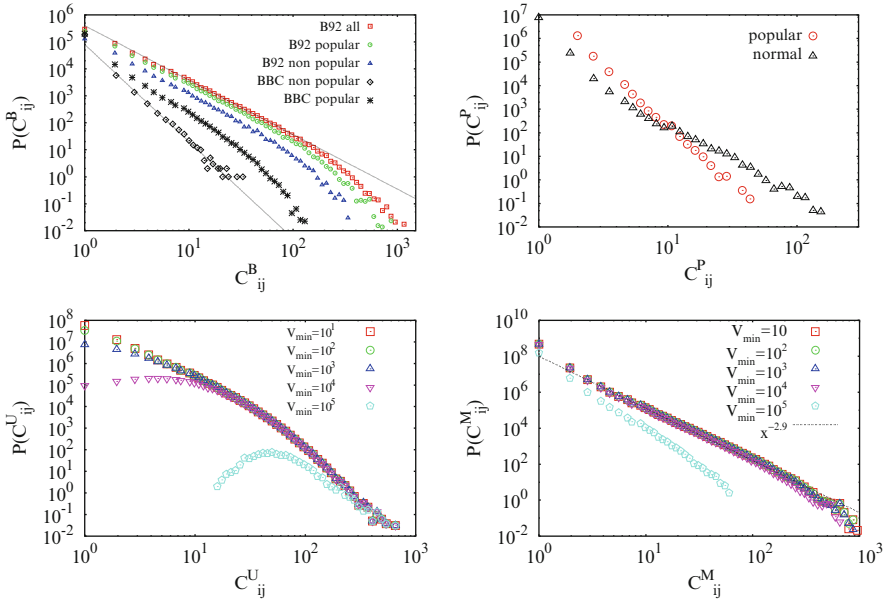 B92 all
B92 popular
B92 non popular
BBC non popular
BBC popular
10^6
10^5
10^4
10^3
10^2
10^1
10^0
10^-1
10^-2
P(C^B_ij)
10^0 10^1 10^2 10^3
C^B_ij
popular
normal
10^7
10^6
10^5
10^4
10^3
10^2
10^1
10^0
10^-1
10^-2
P(C^P_ij)
10^0 10^1 10^2
C^P_ij
V_min=10^1
V_min=10^2
V_min=10^3
V_min=10^4
V_min=10^5
10^8
10^7
10^6
10^5
10^4
10^3
10^2
10^1
10^0
10^-1
10^-2
P(C^U_ij)
10^0 10^1 10^2 10^3
C^U_ij
V_min=10
V_min=10^2
V_min=10^3
V_min=10^4
V_min=10^5
x^-2.9
10^10
10^8
10^6
10^4
10^2
10^0
10^-2
P(C^M_ij)
10^0 10^1 10^2 10^3
C^M_ij